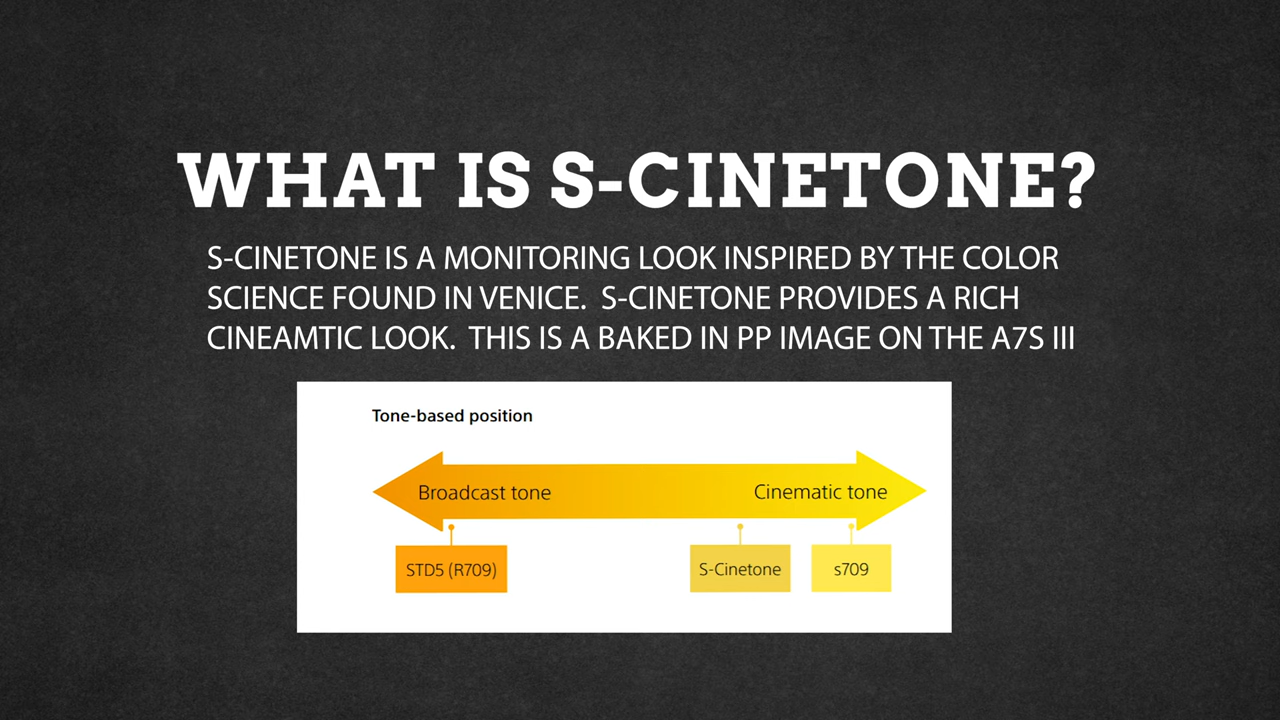 WHAT IS S-CINETONE?
S-CINETONE IS A MONITORING LOOK INSPIRED BY THE COLOR
SCIENCE FOUND IN VENICE.  S-CINETONE PROVIDES A RICH
CINEAMTIC LOOK.  THIS IS A BAKED IN PP IMAGE ON THE A7S III
Tone-based position
Broadcast tone
Cinematic tone
STD5 (R709)
S-Cinetone
s709